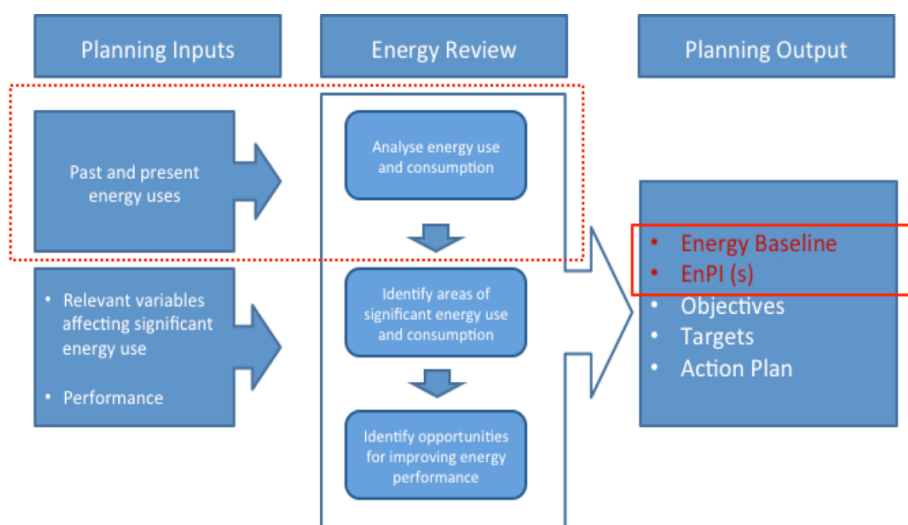 Planning Inputs
Energy Review
Planning Output
Past and present
energy uses
Analyse energy use
and consumption
• Relevant variables
affecting significant
energy use
• Performance
Identify areas of
significant energy use
and consumption
Identify opportunities
for improving energy
performance
• Energy Baseline
• EnPI (s)
• Objectives
• Targets
• Action Plan